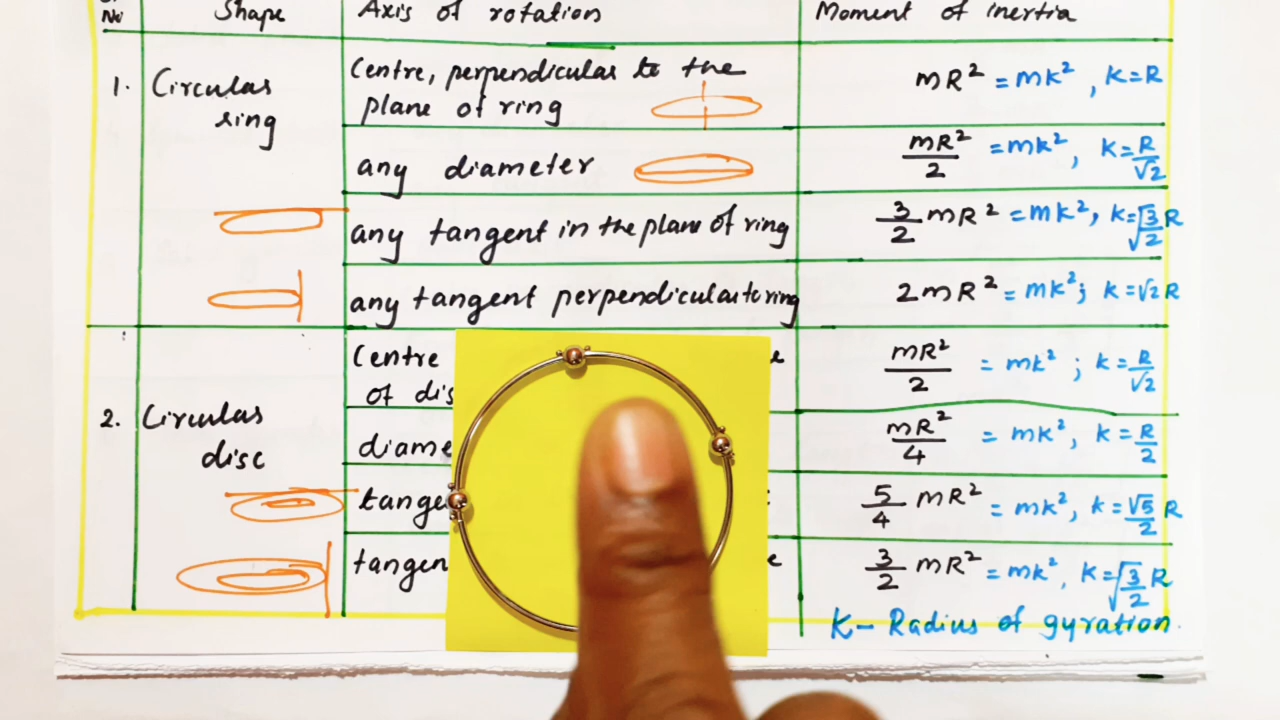 No Shape Axis of rotation Moment of inertia
1. Circular ring
Centre, perpendicular to the
plane of ring
mR² = mk², K=R
any diameter
mR²/2 = mk², K=R/√2
any tangent in the plane of ring
3/2 mR² = mk², K=√3/2 R
any tangent perpendicular to ring
2mR² = mk²; K=√2R
2. Circular disc
Centre
of dis
mR²/2 = mk²; K=R/√2
diame
mR²/4 = mk², K=R/2
tange
5/4 mR² = mk², K=√5/2 R
tangen
3/2 mR² = mk², K=√3/2 R
K- Radius of gyration.